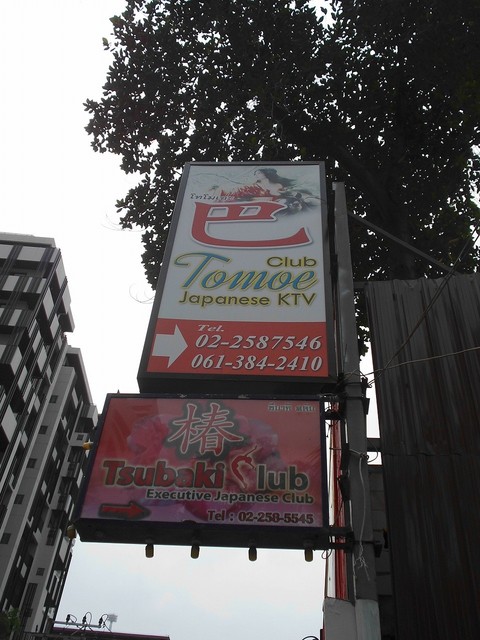 巴
Club
Tomoe
Japanese KTV
Tel.
02-2587546
061-384-2410
椿
Tsubaki Club
Executive Japanese Club
Tel : 02-258-5545